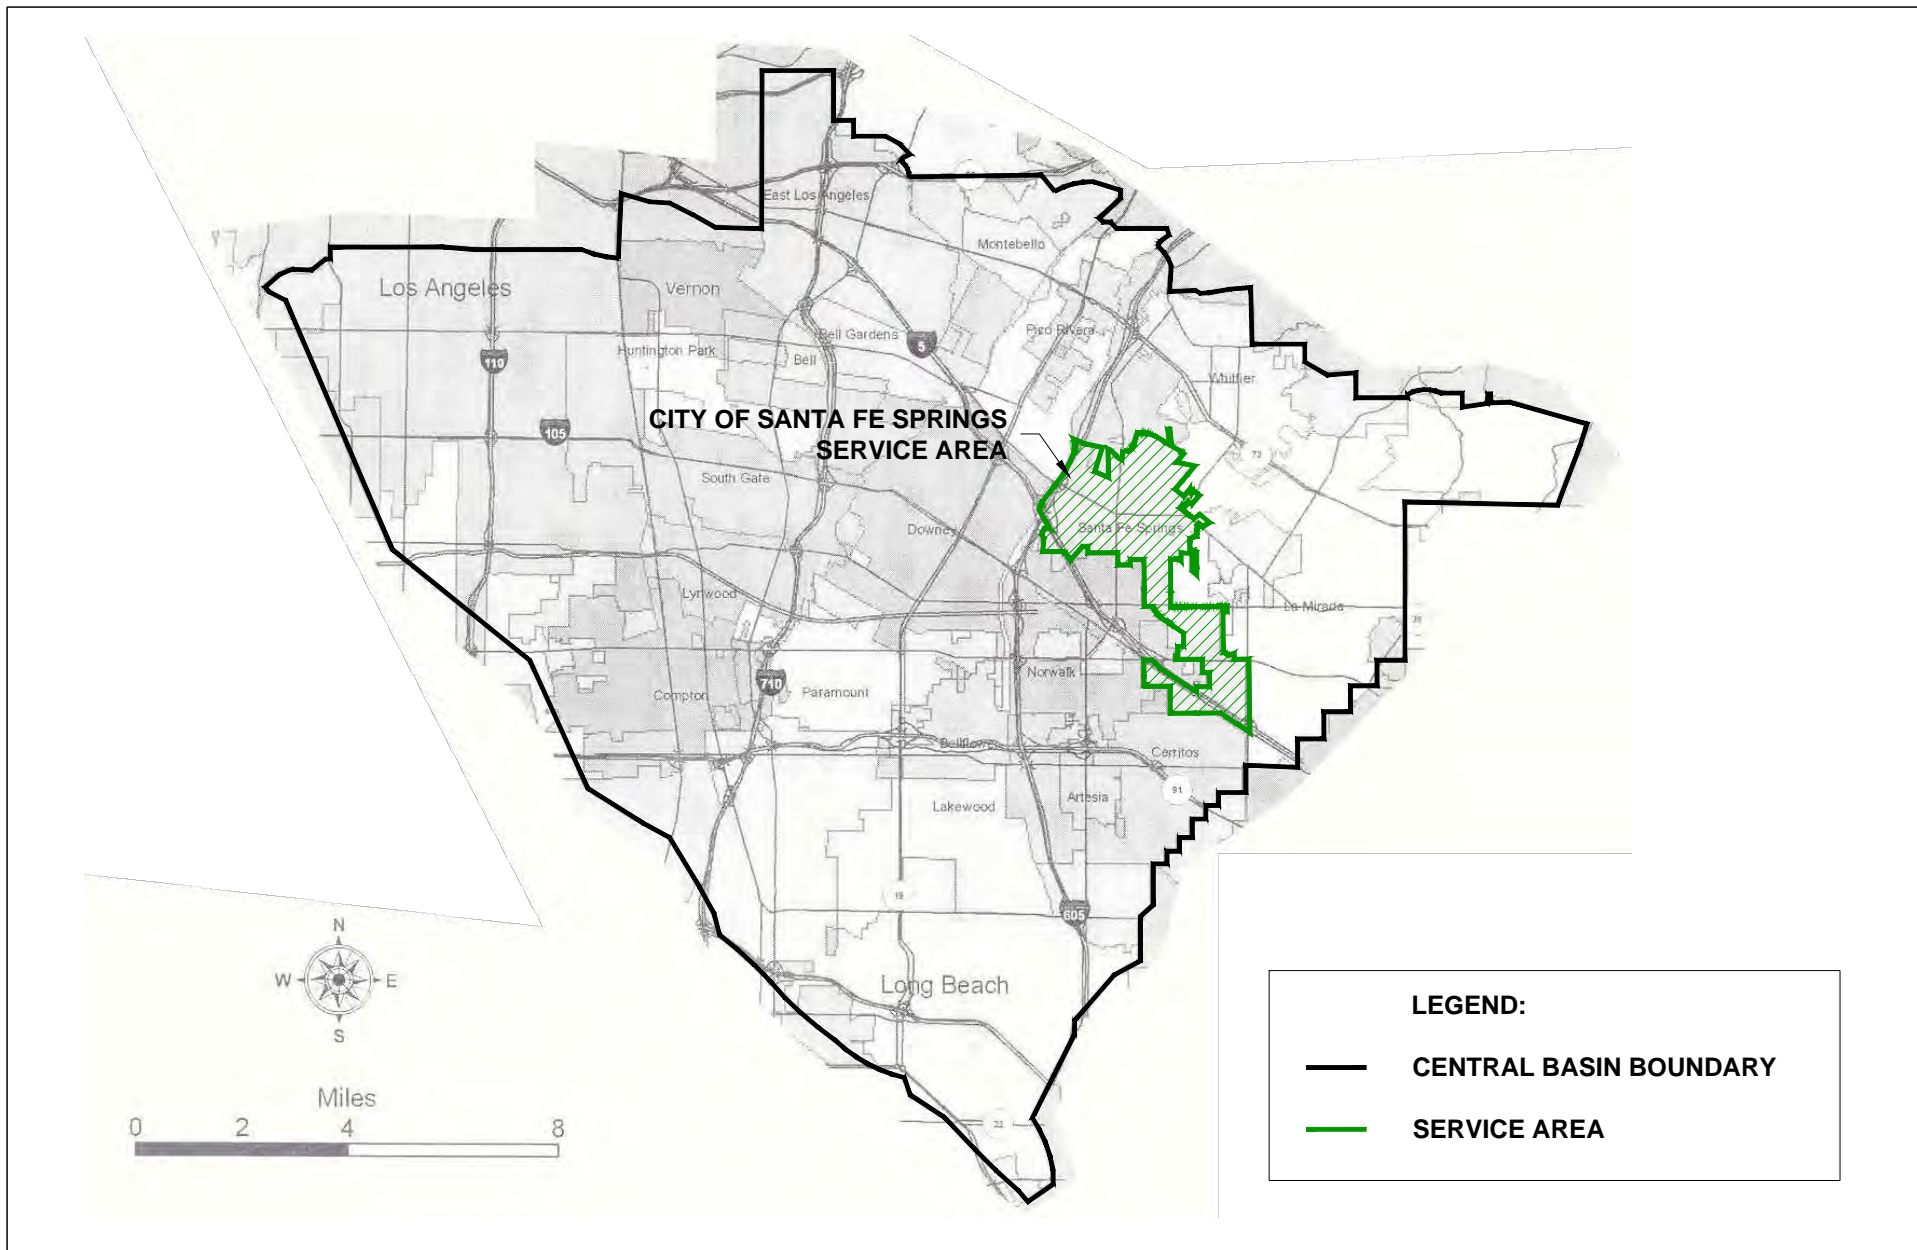 East Los Angeles
Montebello
Los Angeles
Vernon
Pico Rivera
Bell Gardens
5
Huntington Park
Bell
110
Whittier
CITY OF SANTA FE SPRINGS
SERVICE AREA
105
72
South Gate
Downey
Santa Fe Springs
Lynwood
La Mirada
Norwalk
710
Compton
Paramount
Bellflower
Cerritos
91
Artesia
Lakewood
19
605
Long Beach
22
N
W
E
S
Miles
0 2 4 8
LEGEND:
CENTRAL BASIN BOUNDARY
SERVICE AREA